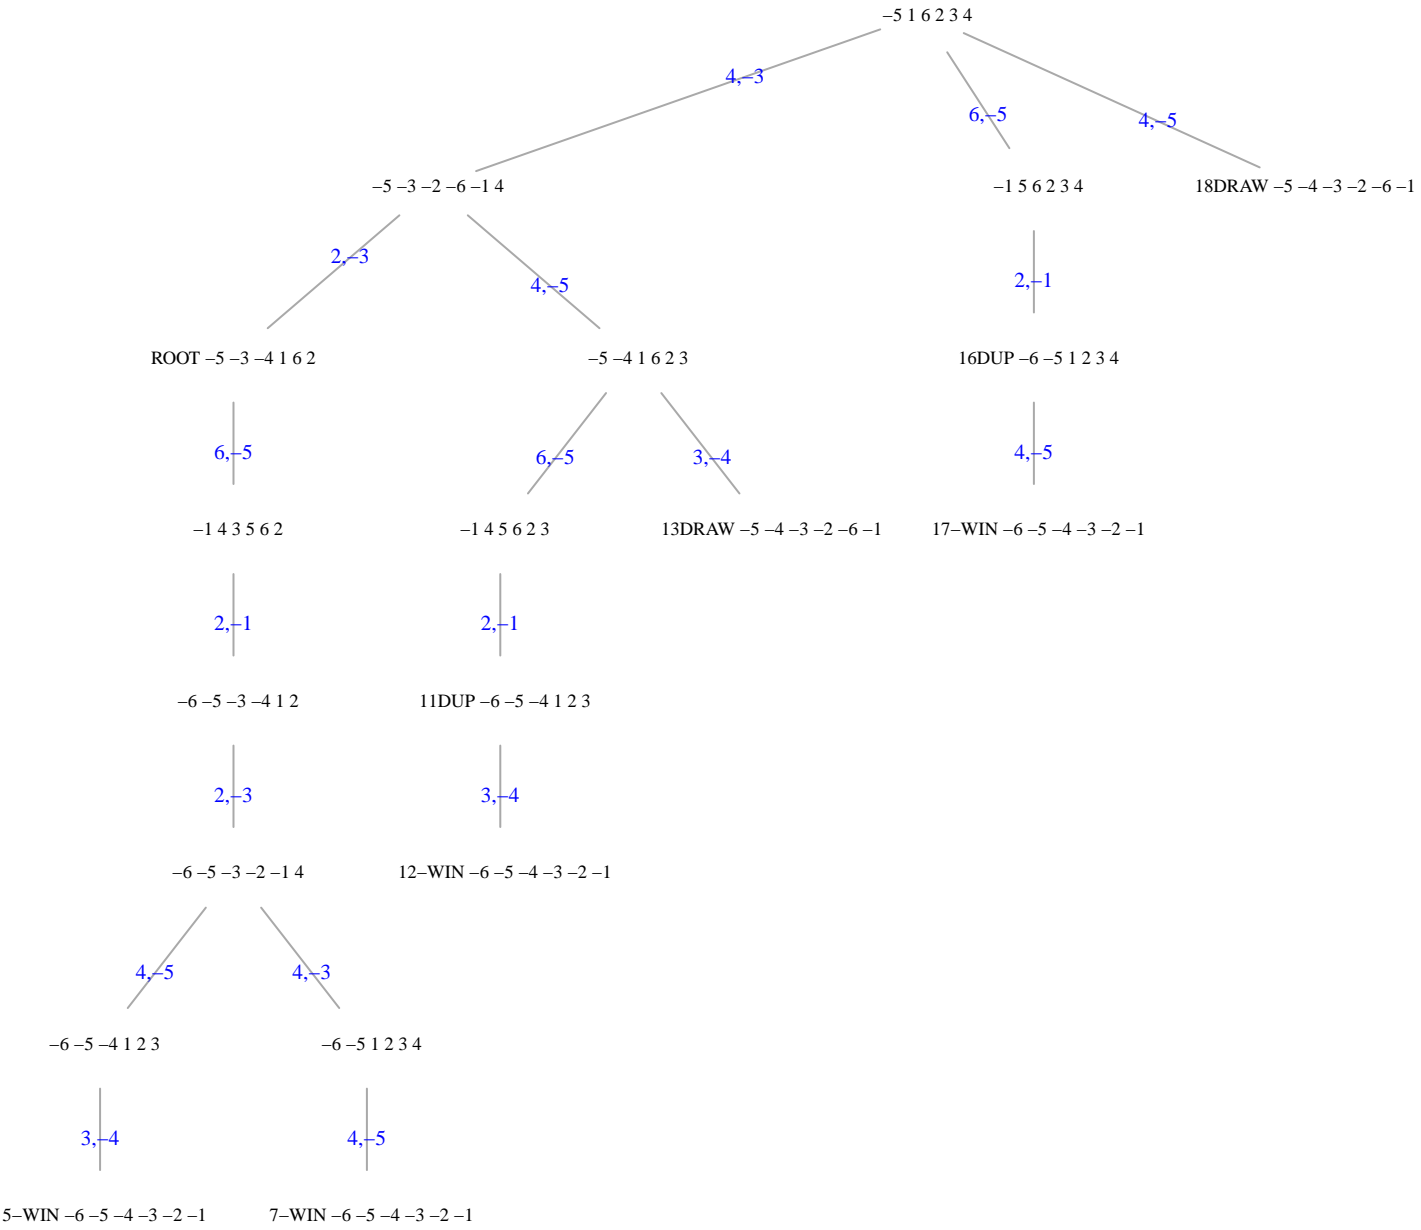 –5 1 6 2 3 4
4,–3
6,–5
4,–5
–5 –3 –2 –6 –1 4
–1 5 6 2 3 4
18DRAW –5 –4 –3 –2 –6 –1
2,–3
4,–5
2,–1
ROOT –5 –3 –4 1 6 2
–5 –4 1 6 2 3
16DUP –6 –5 1 2 3 4
6,–5
6,–5
3,–4
4,–5
–1 4 3 5 6 2
–1 4 5 6 2 3
13DRAW –5 –4 –3 –2 –6 –1
17–WIN –6 –5 –4 –3 –2 –1
2,–1
2,–1
–6 –5 –3 –4 1 2
11DUP –6 –5 –4 1 2 3
2,–3
3,–4
–6 –5 –3 –2 –1 4
12–WIN –6 –5 –4 –3 –2 –1
4,–5
4,–3
–6 –5 –4 1 2 3
–6 –5 1 2 3 4
3,–4
4,–5
5–WIN –6 –5 –4 –3 –2 –1
7–WIN –6 –5 –4 –3 –2 –1